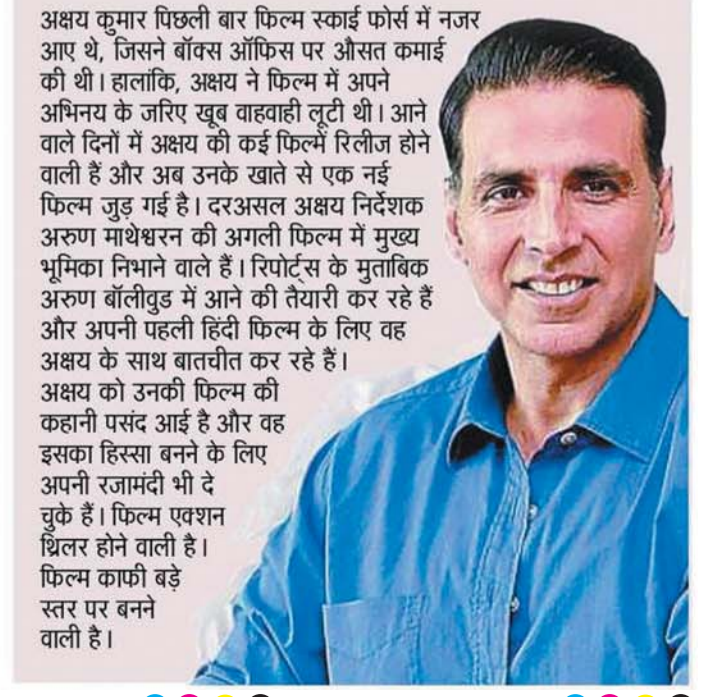 अक्षय कुमार पिछली बार फिल्म स्काई फोर्स में नजर
आए थे, जिसने बॉक्स ऑफिस पर औसत कमाई
की थी। हालांकि, अक्षय ने फिल्म में अपने
अभिनय के जरिए खूब वाहवाही लूटी थी। आने
वाले दिनों में अक्षय की कई फिल्में रिलीज होने
वाली हैं और अब उनके खाते से एक नई
फिल्म जुड़ गई है। दरअसल अक्षय निर्देशक
अरुण माथेश्वरन की अगली फिल्म में मुख्य
भूमिका निभाने वाले हैं। रिपोर्ट्स के मुताबिक
अरुण बॉलीवुड में आने की तैयारी कर रहे हैं
और अपनी पहली हिंदी फिल्म के लिए वह
अक्षय के साथ बातचीत कर रहे हैं।
अक्षय को उनकी फिल्म की
कहानी पसंद आई है और वह
इसका हिस्सा बनने के लिए
अपनी रजामंदी भी दे
चुके हैं। फिल्म एक्शन
थ्रिलर होने वाली है।
फिल्म काफी बड़े
स्तर पर बनने
वाली है।